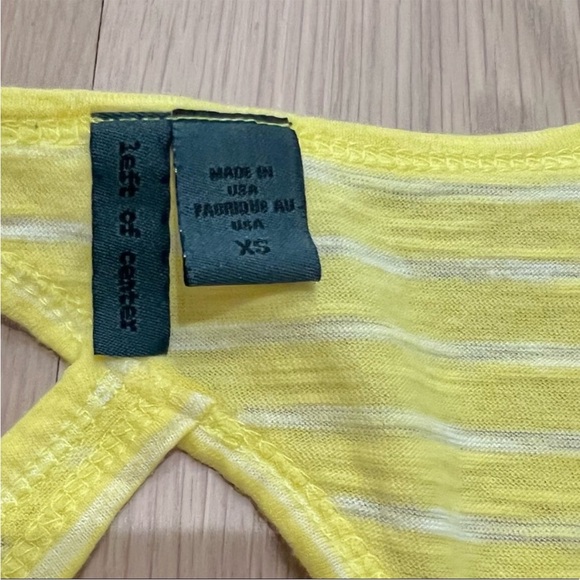 left of center
MADE IN
USA
FABRIQUE AU
USA
XS